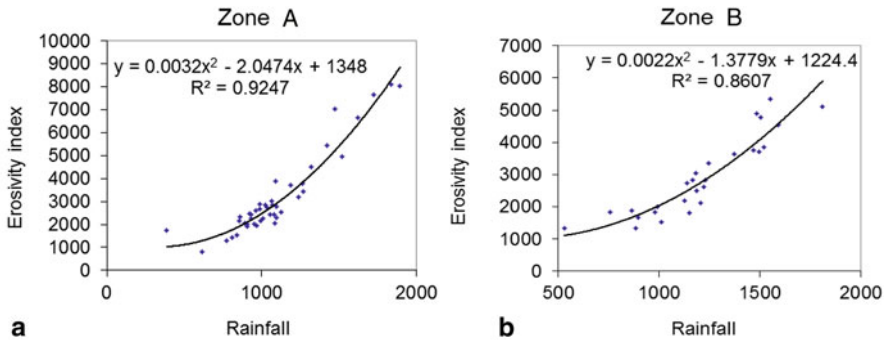 Zone A
10000
9000
8000
7000
6000
5000
4000
3000
2000
1000
0
0
1000
2000
y = 0.0032x² - 2.0474x + 1348
R² = 0.9247
Erosivity index
Rainfall
a
Zone B
7000
6000
5000
4000
3000
2000
1000
0
500
1000
1500
2000
y = 0.0022x² - 1.3779x + 1224.4
R² = 0.8607
Erosivity index
Rainfall
b